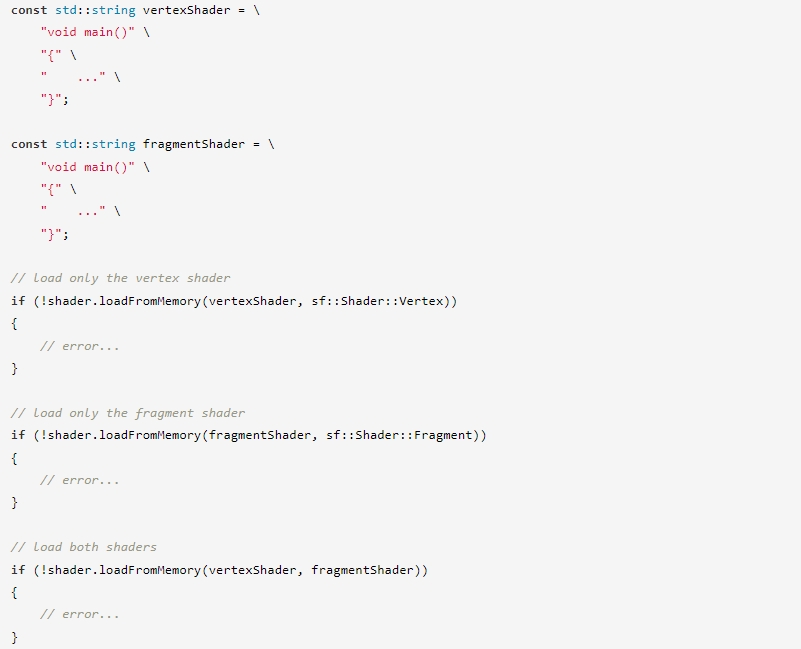 const std::string vertexShader = \
    "void main()" \
    "{" \
    "    ..." \
    "}";

const std::string fragmentShader = \
    "void main()" \
    "{" \
    "    ..." \
    "}";

// load only the vertex shader
if (!shader.loadFromMemory(vertexShader, sf::Shader::Vertex))
{
    // error...
}

// load only the fragment shader
if (!shader.loadFromMemory(fragmentShader, sf::Shader::Fragment))
{
    // error...
}

// load both shaders
if (!shader.loadFromMemory(vertexShader, fragmentShader))
{
    // error...
}